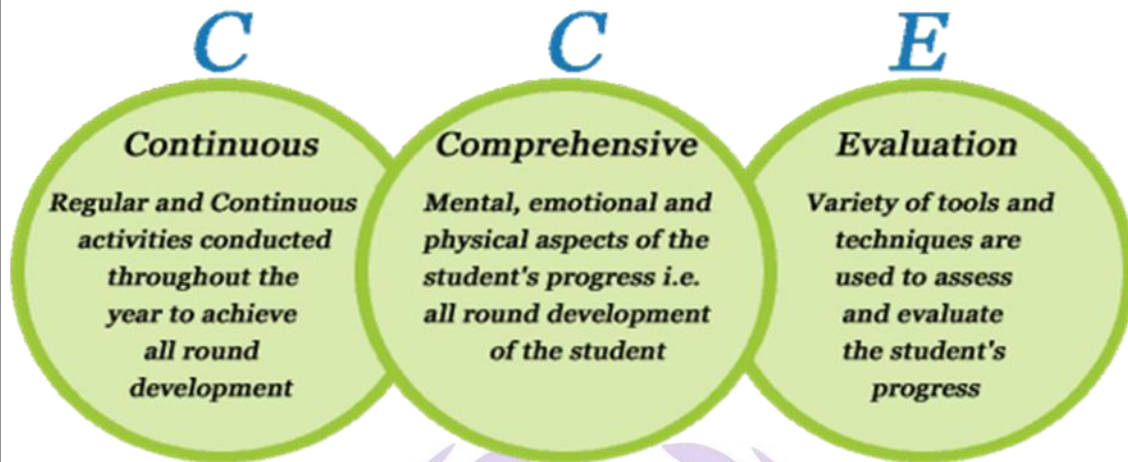 C
Continuous
Regular and Continuous
activities conducted
throughout the
year to achieve
all round
development
C
Comprehensive
Mental, emotional and
physical aspects of the
student's progress i.e.
all round development
of the student
E
Evaluation
Variety of tools and
techniques are
used to assess
and evaluate
the student's
progress